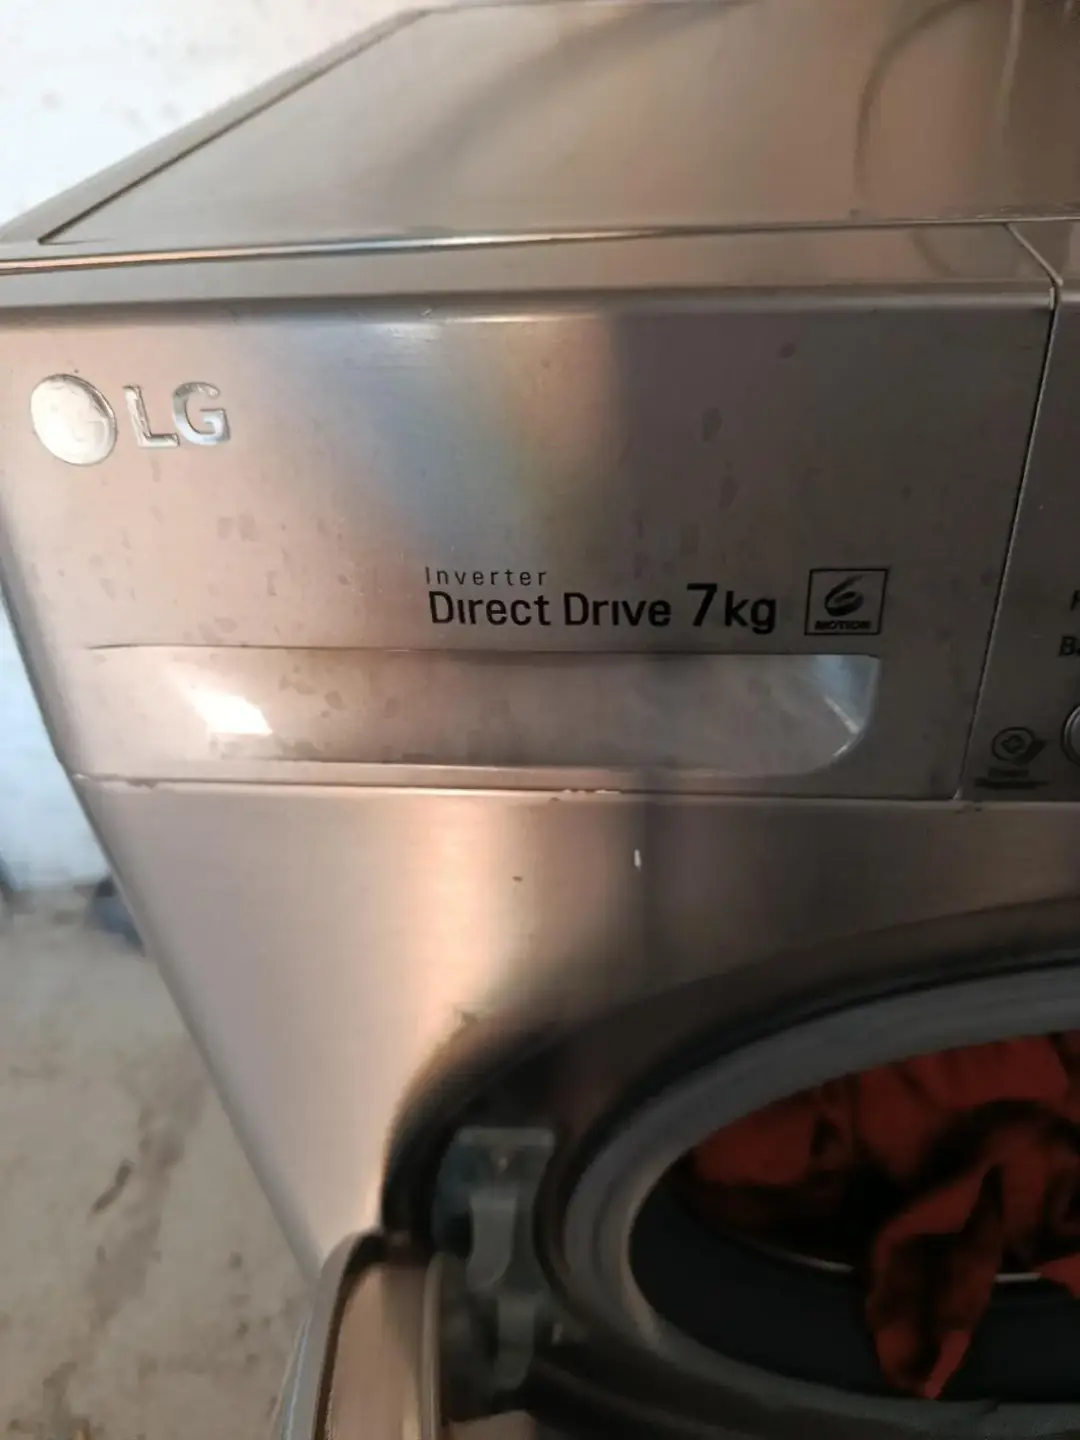 LG
Inverter
Direct Drive 7kg
6
MOTION